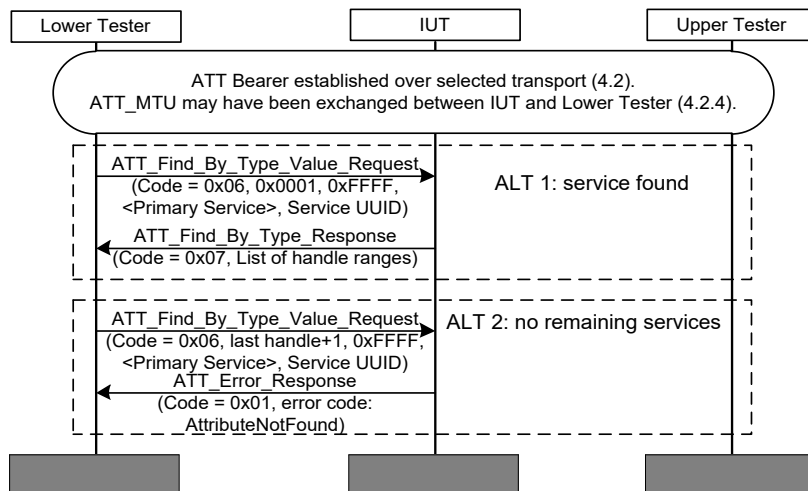 Lower Tester
IUT
Upper Tester
ATT Bearer established over selected transport (4.2).
ATT_MTU may have been exchanged between IUT and Lower Tester (4.2.4).
ATT_Find_By_Type_Value_Request
(Code = 0x06, 0x0001, 0xFFFF,
<Primary Service>, Service UUID)
ALT 1: service found
ATT_Find_By_Type_Response
(Code = 0x07, List of handle ranges)
ATT_Find_By_Type_Value_Request
(Code = 0x06, last handle+1, 0xFFFF,
<Primary Service>, Service UUID)
ALT 2: no remaining services
ATT_Error_Response
(Code = 0x01, error code:
AttributeNotFound)